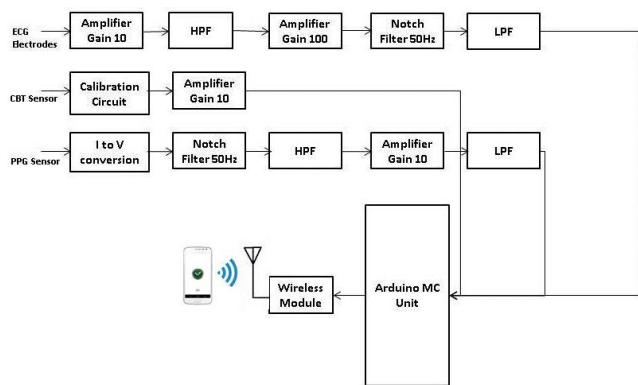 ECG
Electrodes
Amplifier
Gain 10
HPF
Amplifier
Gain 100
Notch
Filter 50Hz
LPF
CBT Sensor
Calibration
Circuit
Amplifier
Gain 10
PPG Sensor
I to V
conversion
Notch
Filter 50Hz
HPF
Amplifier
Gain 10
LPF
Wireless
Module
Arduino MC
Unit